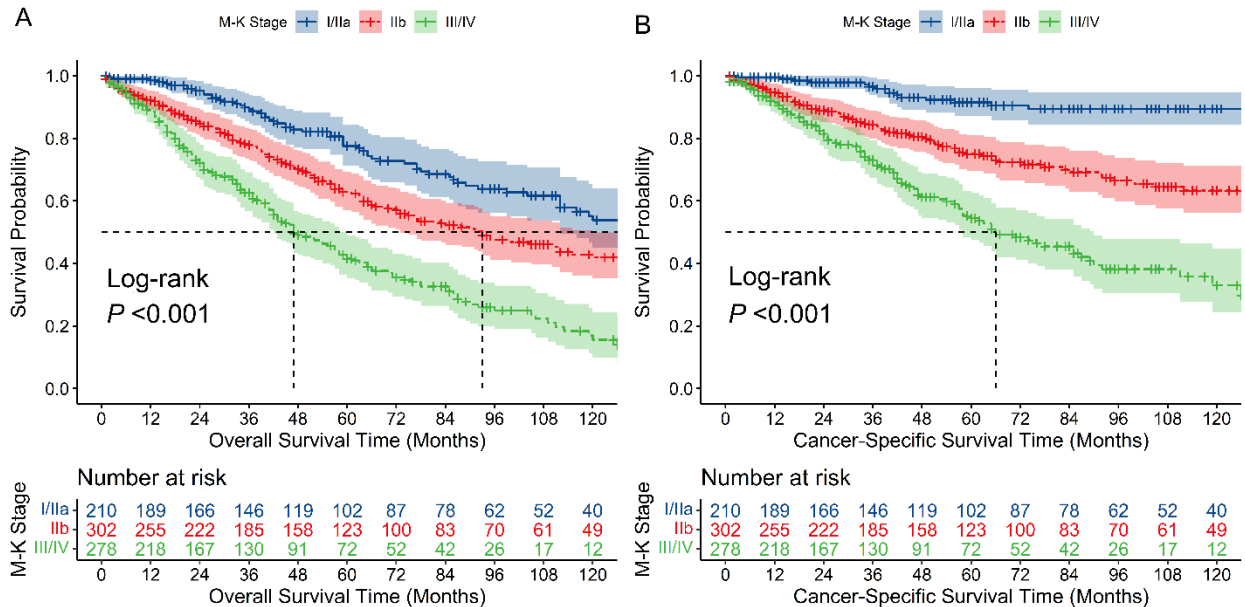 A
M-K Stage I/IIa IIb III/IV
Survival Probability
1.0
0.8
0.6
0.4
0.2
0.0
Log-rank
P <0.001
0 12 24 36 48 60 72 84 96 108 120
Overall Survival Time (Months)
Number at risk
M-K Stage
I/IIa 210 189 166 146 119 102 87 78 62 52 40
IIb 302 255 222 185 158 123 100 83 70 61 49
III/IV 278 218 167 130 91 72 52 42 26 17 12
0 12 24 36 48 60 72 84 96 108 120
Overall Survival Time (Months)
B
M-K Stage I/IIa IIb III/IV
Survival Probability
1.0
0.8
0.6
0.4
0.2
0.0
Log-rank
P <0.001
0 12 24 36 48 60 72 84 96 108 120
Cancer-Specific Survival Time (Months)
Number at risk
M-K Stage
I/IIa 210 189 166 146 119 102 87 78 62 52 40
IIb 302 255 222 185 158 123 100 83 70 61 49
III/IV 278 218 167 130 91 72 52 42 26 17 12
0 12 24 36 48 60 72 84 96 108 120
Cancer-Specific Survival Time (Months)